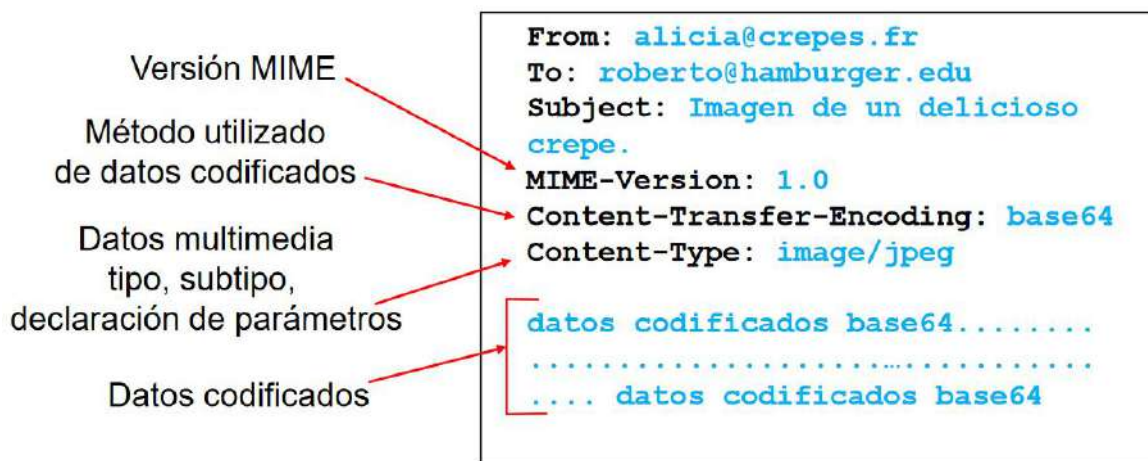 Versión MIME
Método utilizado
de datos codificados
Datos multimedia
tipo, subtipo,
declaración de parámetros
Datos codificados
From: alicia@crepes.fr
To: roberto@hamburger.edu
Subject: Imagen de un delicioso
crepe.
MIME-Version: 1.0
Content-Transfer-Encoding: base64
Content-Type: image/jpeg
datos codificados base64........
.................................
.... datos codificados base64